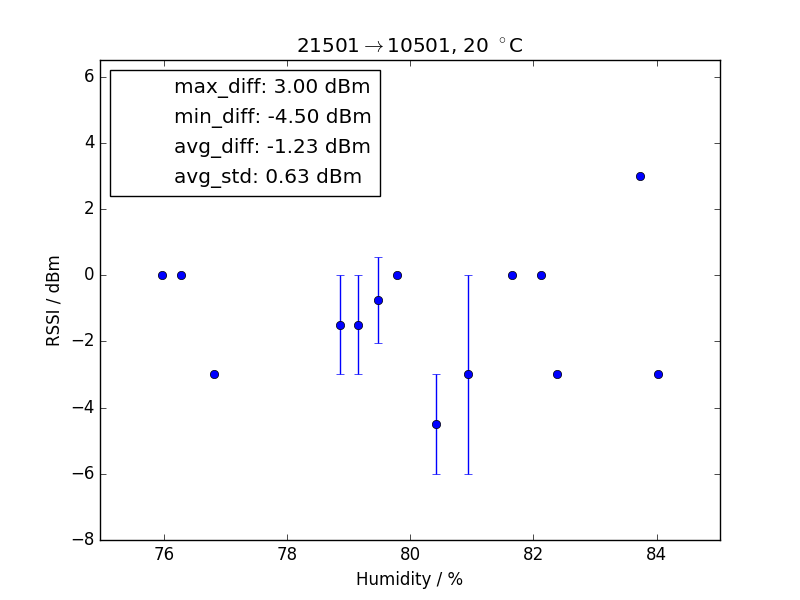 21501→10501, 20 °C
max_diff: 3.00 dBm
min_diff: -4.50 dBm
avg_diff: -1.23 dBm
avg_std: 0.63 dBm
6
4
2
0
−2
−4
−6
−8
RSSI / dBm
76 78 80 82 84
Humidity / %